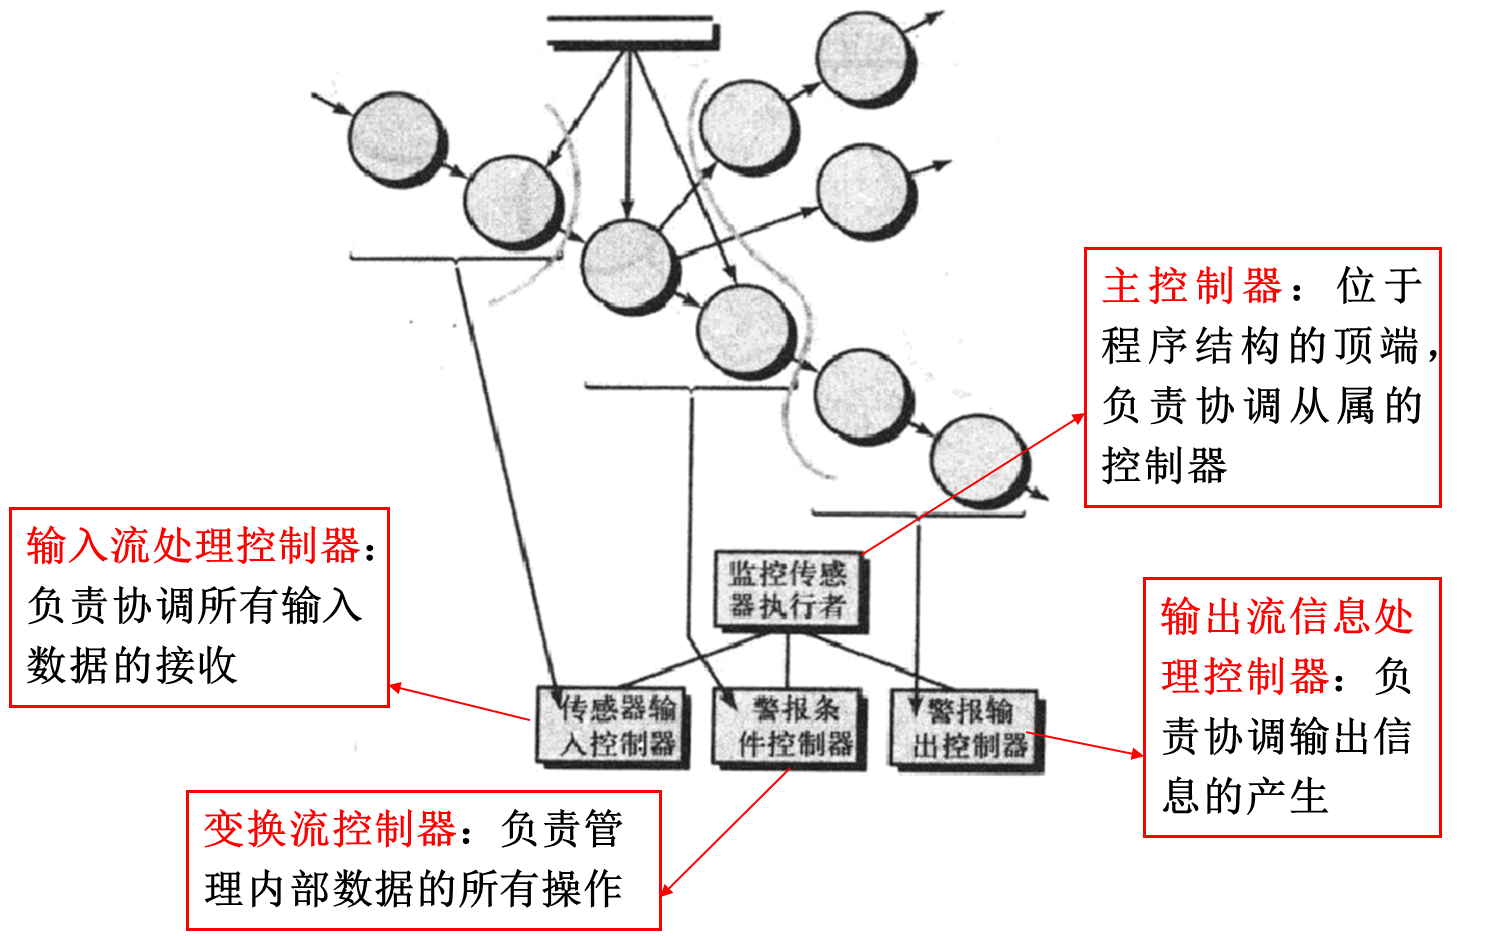 主控制器：位于
程序结构的顶端，
负责协调从属的
控制器
输入流处理控制器：
负责协调所有输入
数据的接收
监控传感
器执行者
输出流信息处
理控制器：负
责协调输出信
息的产生
传感器输
入控制器
警报条
件控制器
警报输
出控制器
变换流控制器：负责管
理内部数据的所有操作